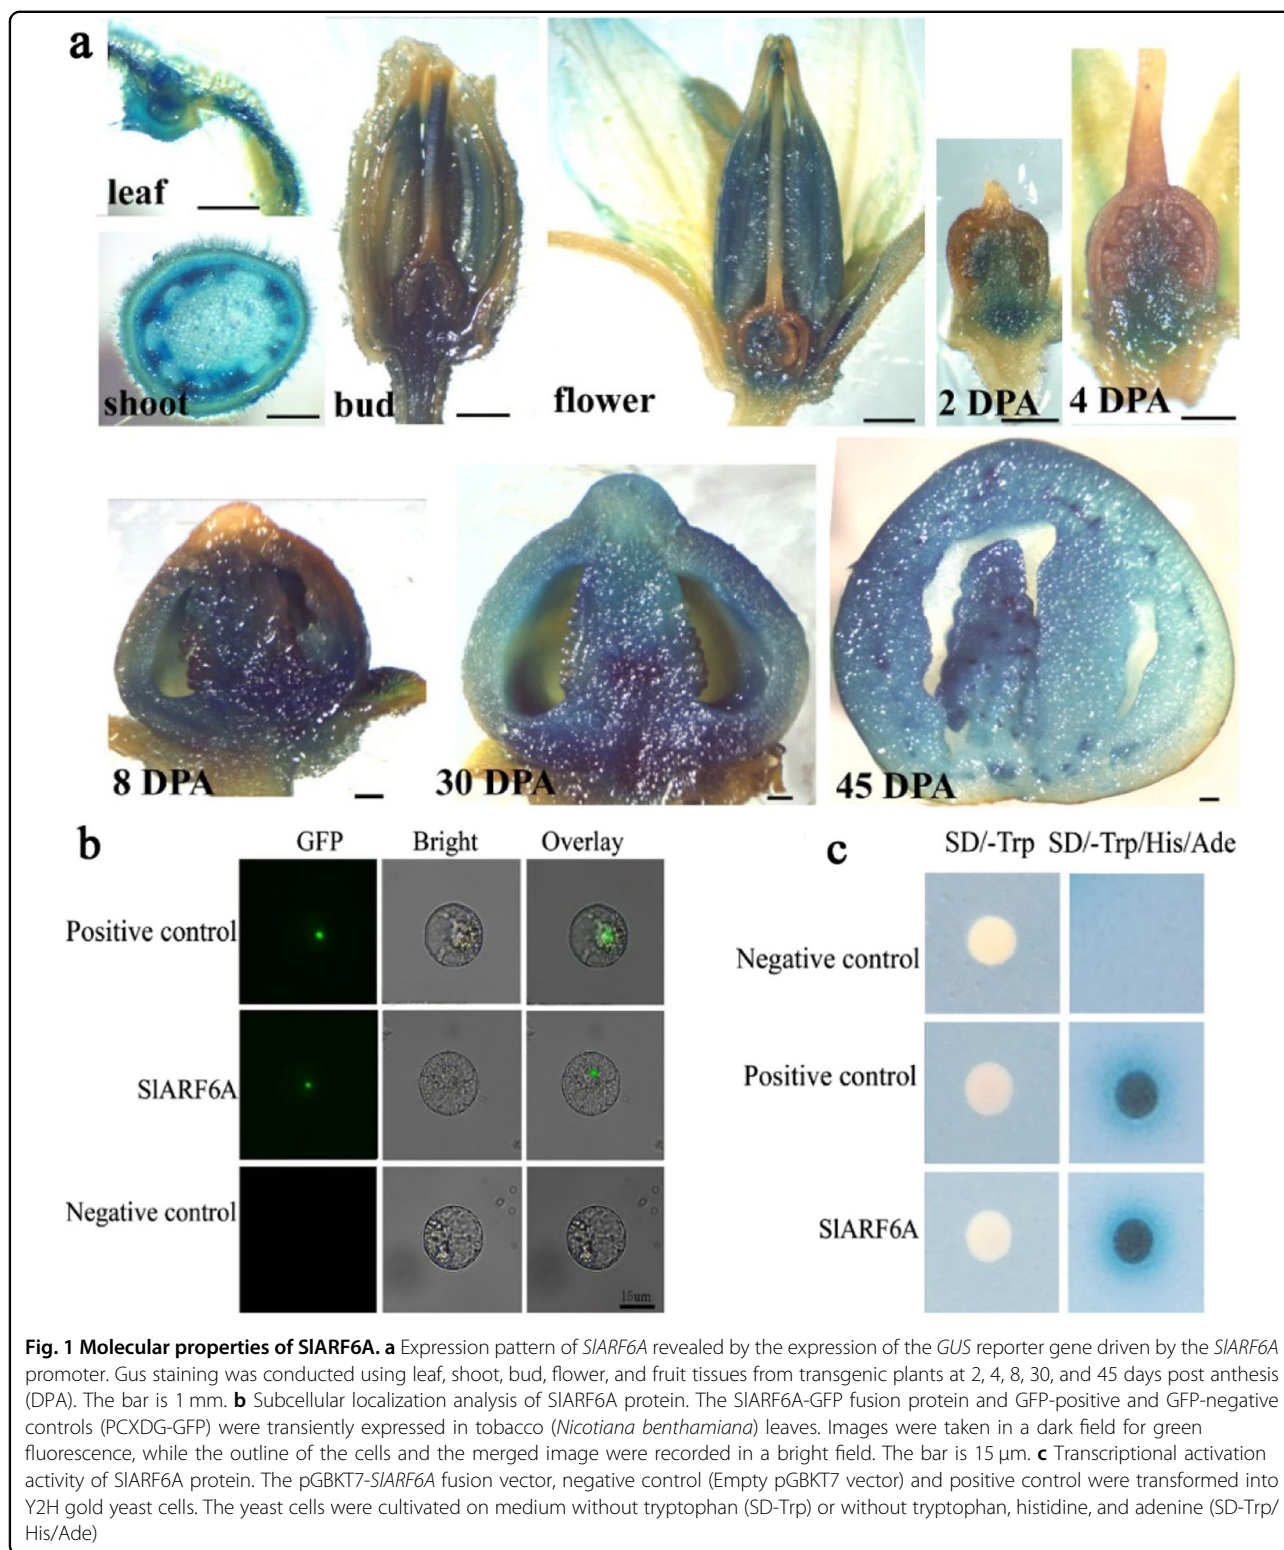 a
leaf
shoot
bud
flower
2 DPA
4 DPA
8 DPA
30 DPA
45 DPA
b
GFP Bright Overlay
Positive control
SlARF6A
Negative control
15um
c
SD/-Trp SD/-Trp/His/Ade
Negative control
Positive control
SlARF6A
Fig. 1 Molecular properties of SlARF6A. a Expression pattern of SlARF6A revealed by the expression of the GUS reporter gene driven by the SlARF6A
promoter. Gus staining was conducted using leaf, shoot, bud, flower, and fruit tissues from transgenic plants at 2, 4, 8, 30, and 45 days post anthesis
(DPA). The bar is 1 mm. b Subcellular localization analysis of SlARF6A protein. The SlARF6A-GFP fusion protein and GFP-positive and GFP-negative
controls (PCXDG-GFP) were transiently expressed in tobacco (Nicotiana benthamiana) leaves. Images were taken in a dark field for green
fluorescence, while the outline of the cells and the merged image were recorded in a bright field. The bar is 15 μm. c Transcriptional activation
activity of SlARF6A protein. The pGBKT7-SlARF6A fusion vector, negative control (Empty pGBKT7 vector) and positive control were transformed into
Y2H gold yeast cells. The yeast cells were cultivated on medium without tryptophan (SD-Trp) or without tryptophan, histidine, and adenine (SD-Trp/
His/Ade)